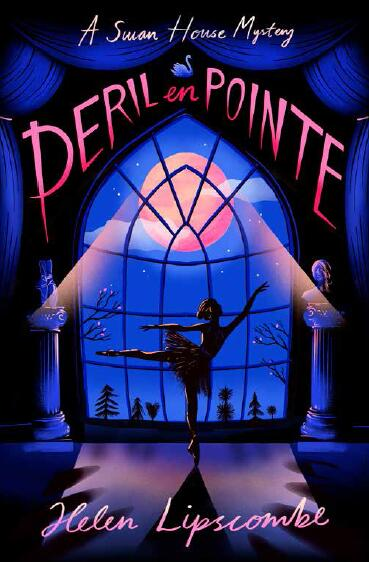 A Swan House Mystery
PERIL en POINTE
Helen Lipscombe